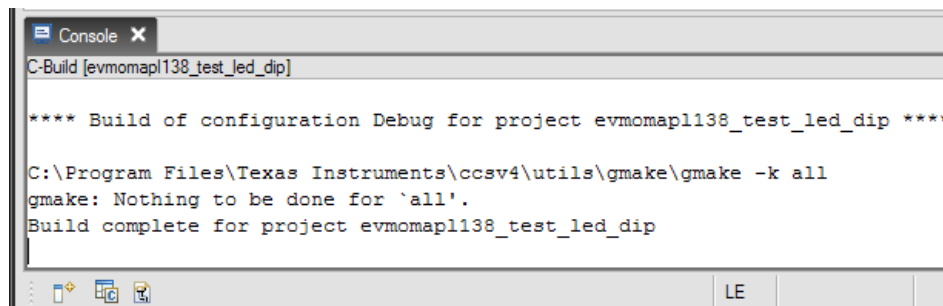 Console
C-Build [evmomapl138_test_led_dip]
**** Build of configuration Debug for project evmomapl138_test_led_dip ****
C:\Program Files\Texas Instruments\ccsv4\utils\gmake\gmake -k all
gmake: Nothing to be done for `all'.
Build complete for project evmomapl138_test_led_dip
LE